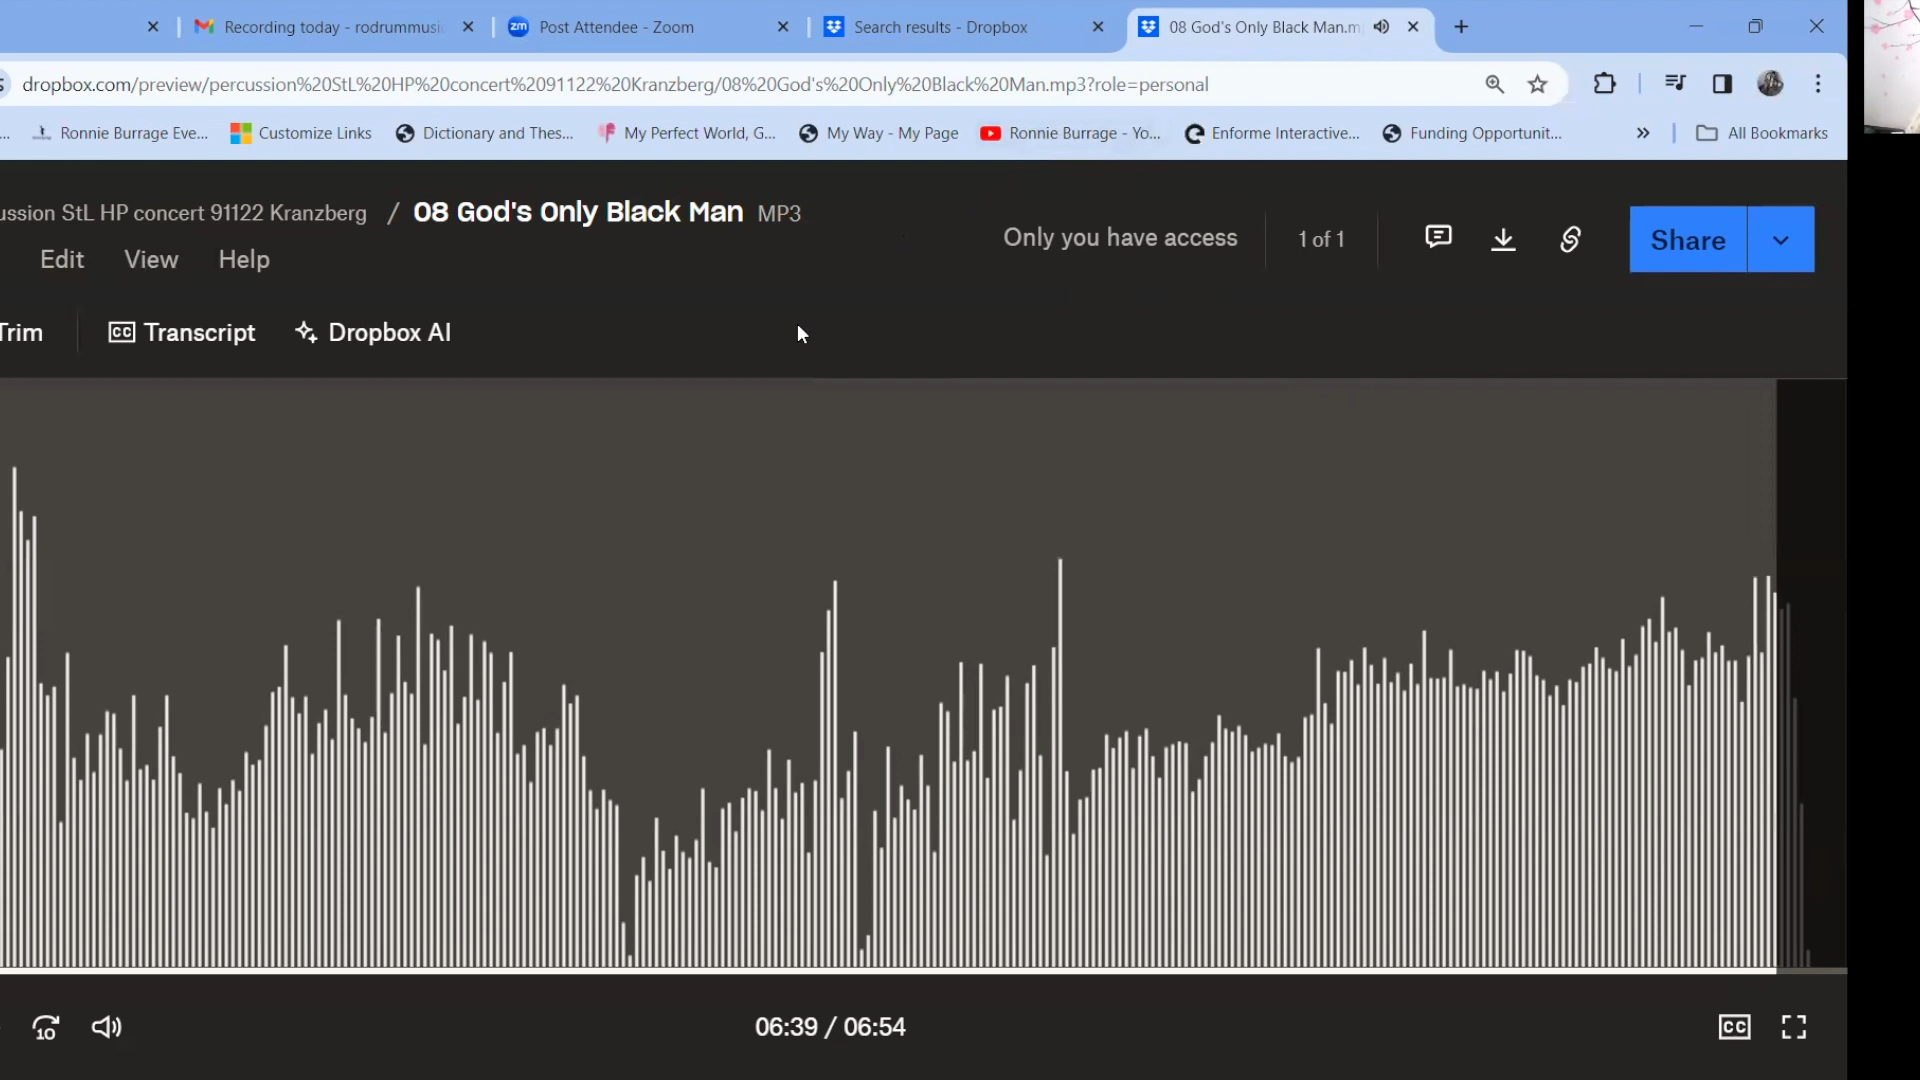 Recording today - rodrummusic
Post Attendee - Zoom
Search results - Dropbox
08 God's Only Black Man.m
dropbox.com/preview/percussion%20StL%20HP%20concert%2091122%20Kranzberg/08%20God's%20Only%20Black%20Man.mp3?role=personal
... Ronnie Burrage Eve... Customize Links Dictionary and Thes... My Perfect World, G... My Way - My Page Ronnie Burrage - Yo... Enforme Interactive... Funding Opportunit... » All Bookmarks
ussion StL HP concert 91122 Kranzberg / 08 God's Only Black Man MP3
Only you have access 1 of 1 Share
Edit View Help
Trim CC Transcript Dropbox AI
10 06:39 / 06:54 CC